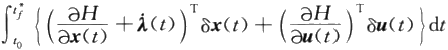 ∫_{t_0}^{t_f^*} { ( ∂H/∂𝒙(t) + 𝝀̇(t) )^T δ𝒙(t) + ( ∂H/∂𝒖(t) )^T δ𝒖(t) } dt